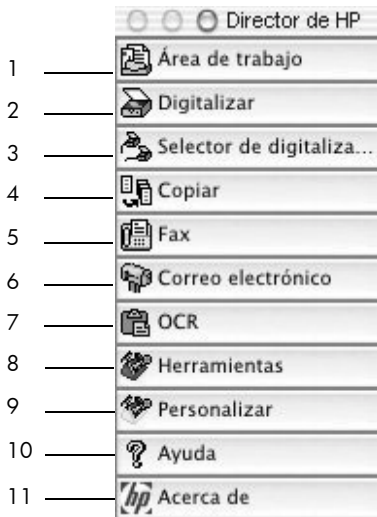 Director de HP
1 Área de trabajo
2 Digitalizar
3 Selector de digitaliza...
4 Copiar
5 Fax
6 Correo electrónico
7 OCR
8 Herramientas
9 Personalizar
10 Ayuda
11 hp Acerca de